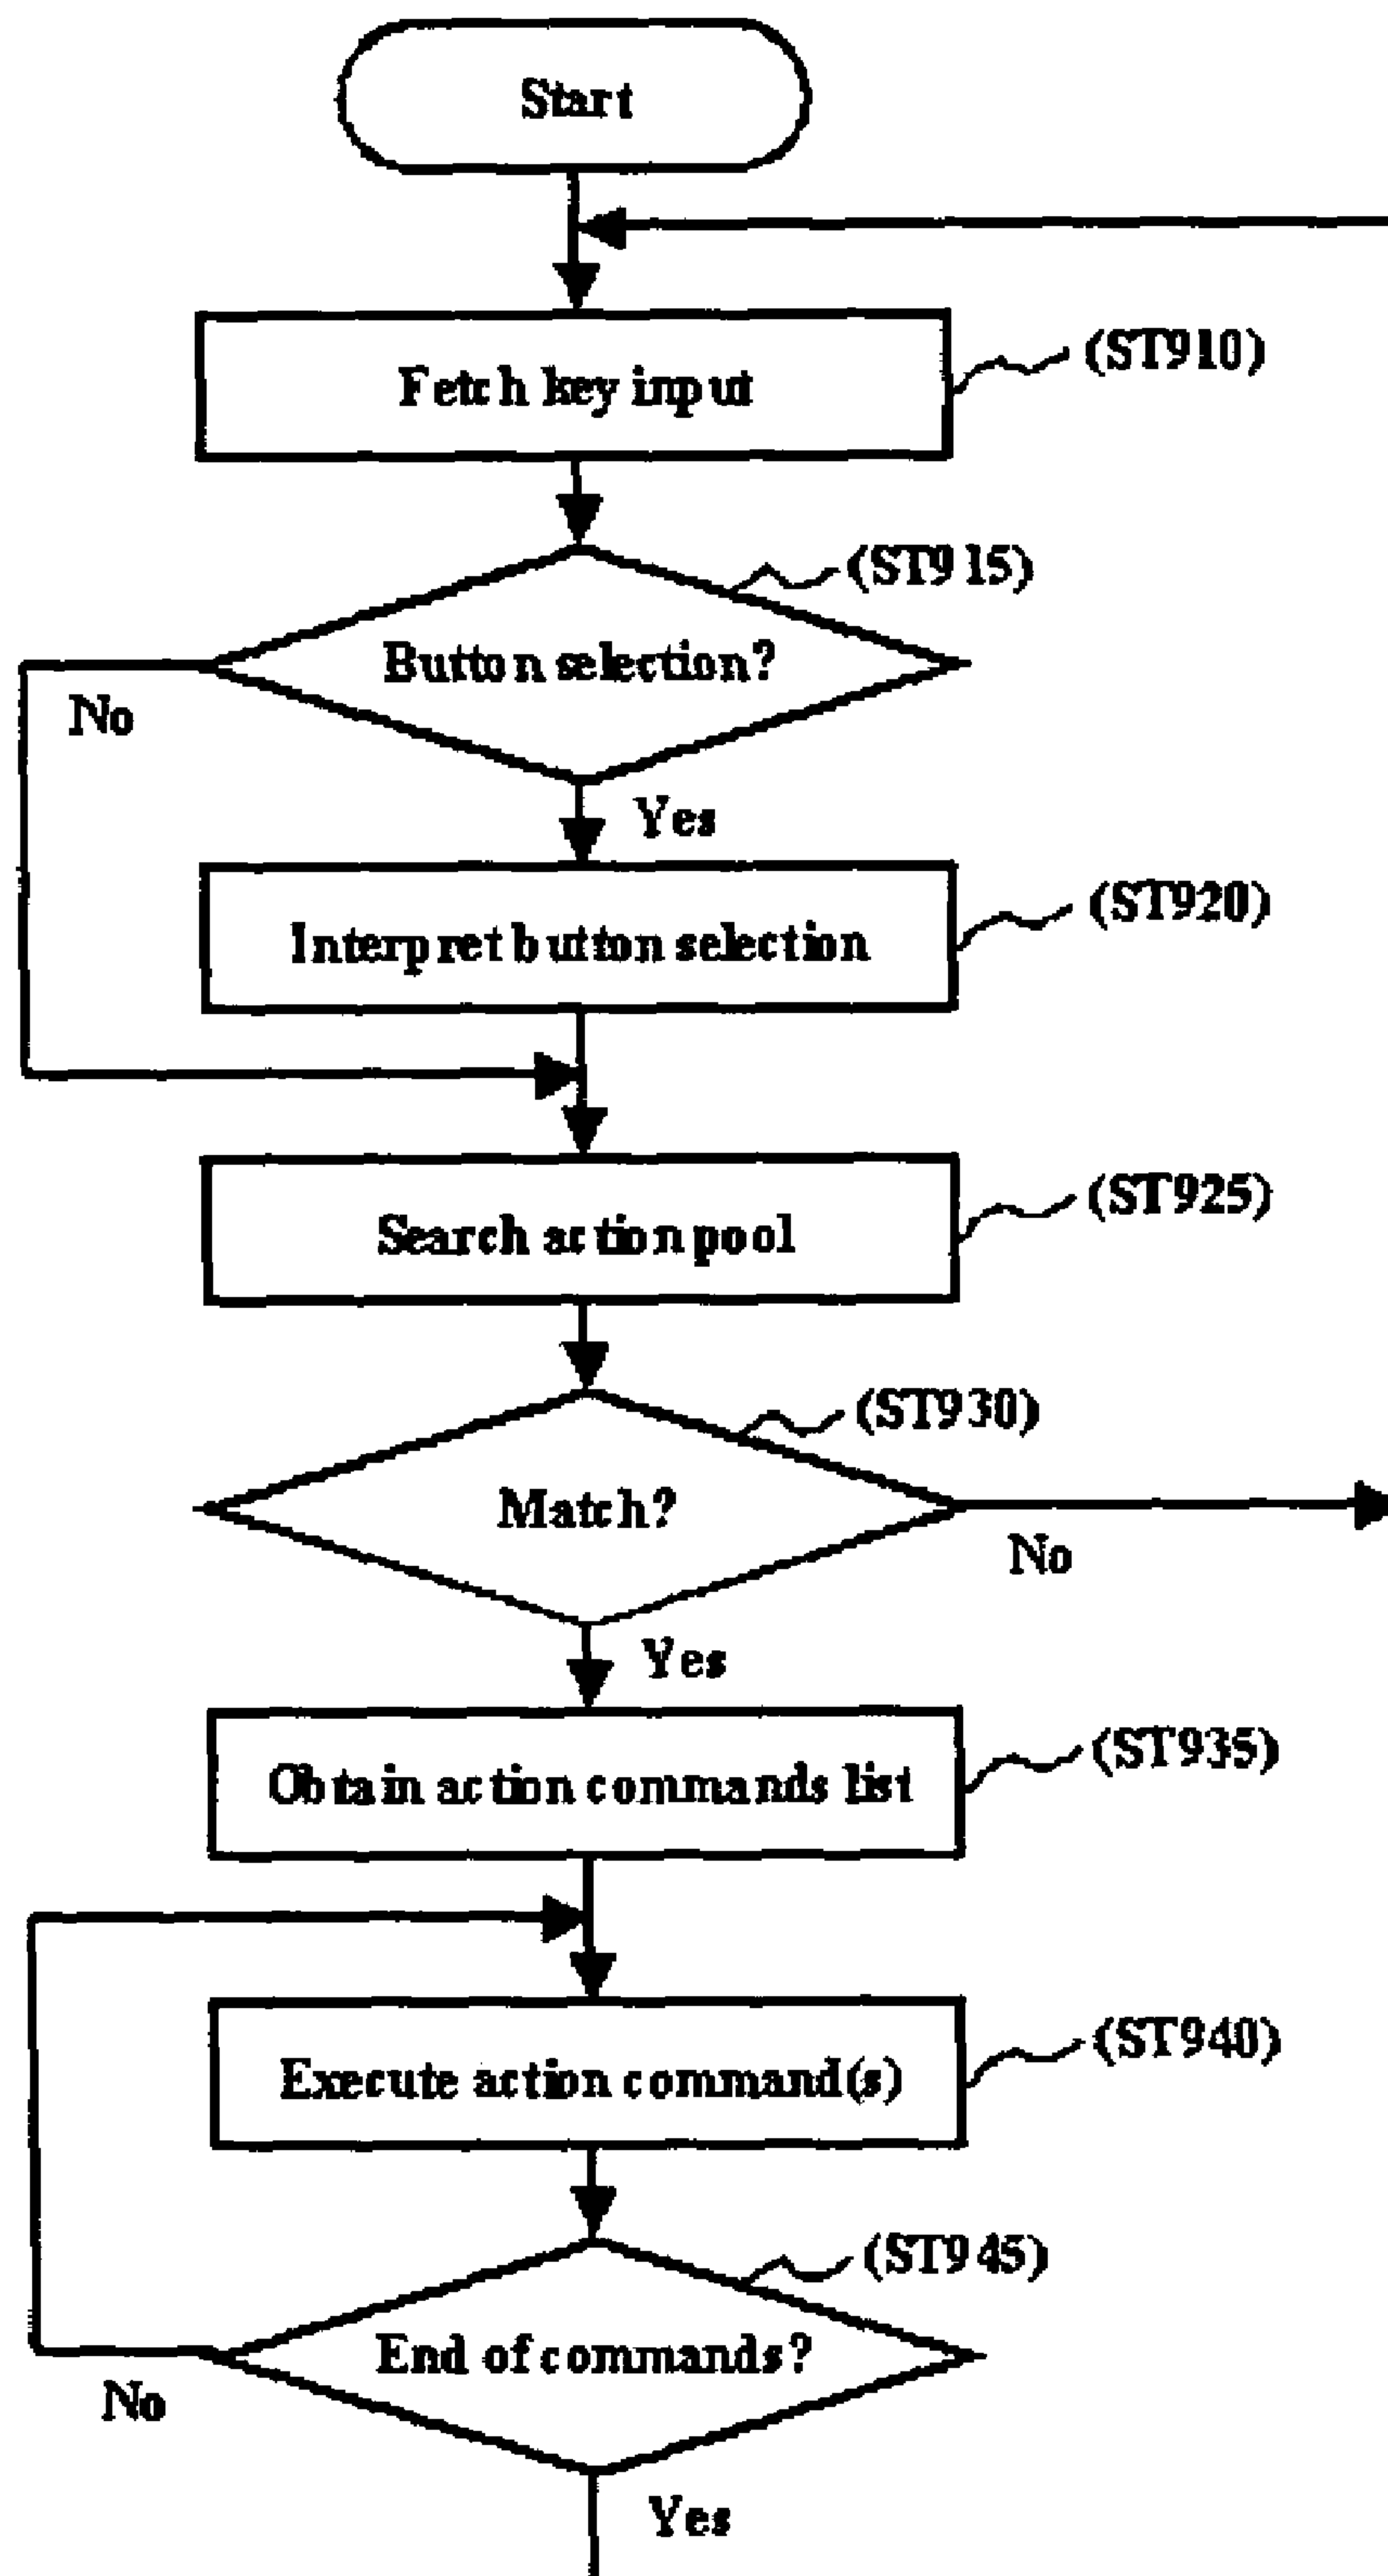 Start
Fetch key input
(ST910)
(ST915)
Button selection?
No
Yes
Interpret button selection
(ST920)
Search action pool
(ST925)
(ST930)
Match?
No
Yes
Obtain action commands list
(ST935)
Execute action command(s)
(ST940)
(ST945)
End of commands?
No
Yes